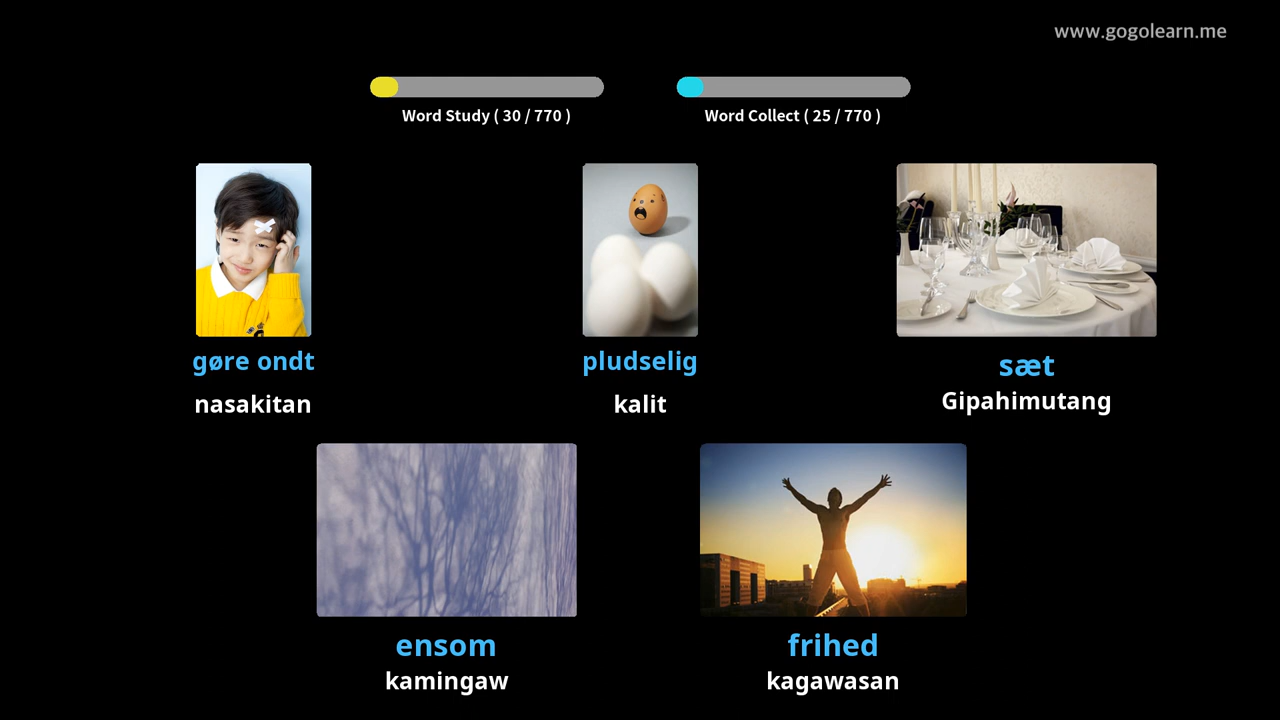 www.gogolearn.me
Word Study ( 30 / 770 )
Word Collect ( 25 / 770 )
gøre ondt
nasakitan
pludselig
kalit
sæt
Gipahimutang
ensom
kamingaw
frihed
kagawasan